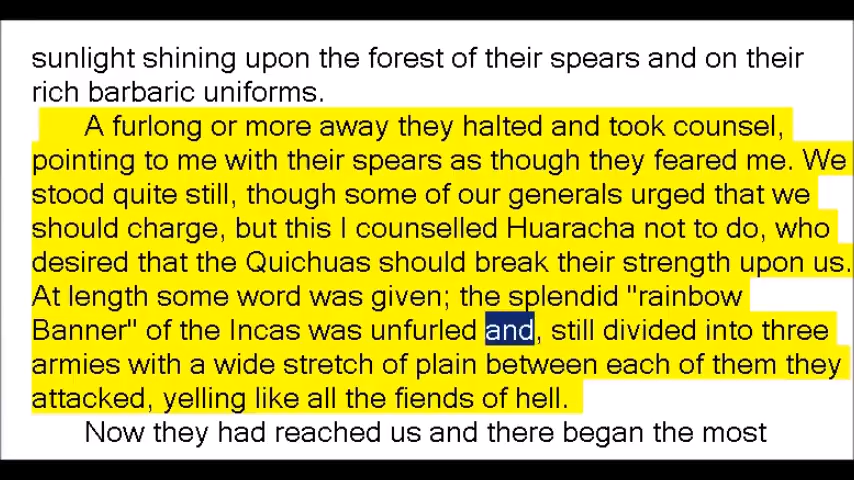 sunlight shining upon the forest of their spears and on their
rich barbaric uniforms.
A furlong or more away they halted and took counsel,
pointing to me with their spears as though they feared me. We
stood quite still, though some of our generals urged that we
should charge, but this I counselled Huaracha not to do, who
desired that the Quichuas should break their strength upon us.
At length some word was given; the splendid "rainbow
Banner" of the Incas was unfurled and, still divided into three
armies with a wide stretch of plain between each of them they
attacked, yelling like all the fiends of hell.
Now they had reached us and there began the most